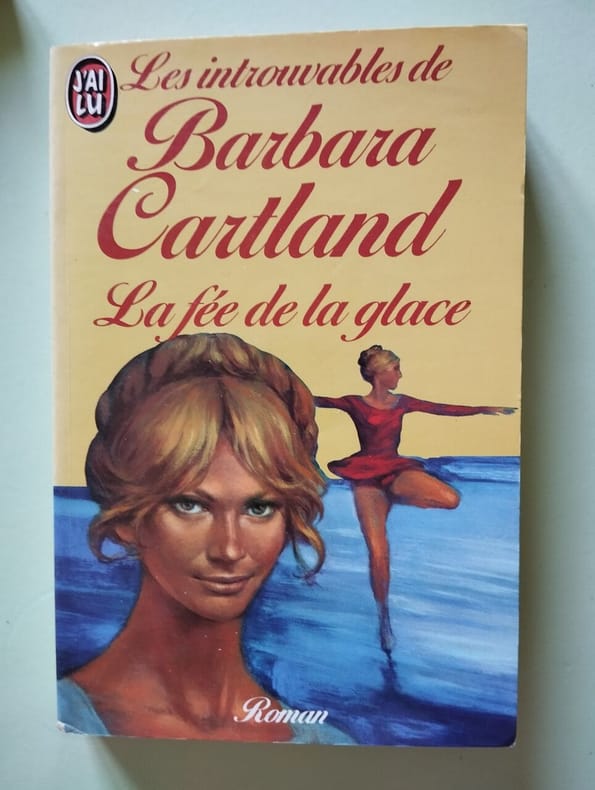 J'AI
LU
Les introuvables de
Barbara
Cartland
La fée de la glace
Roman